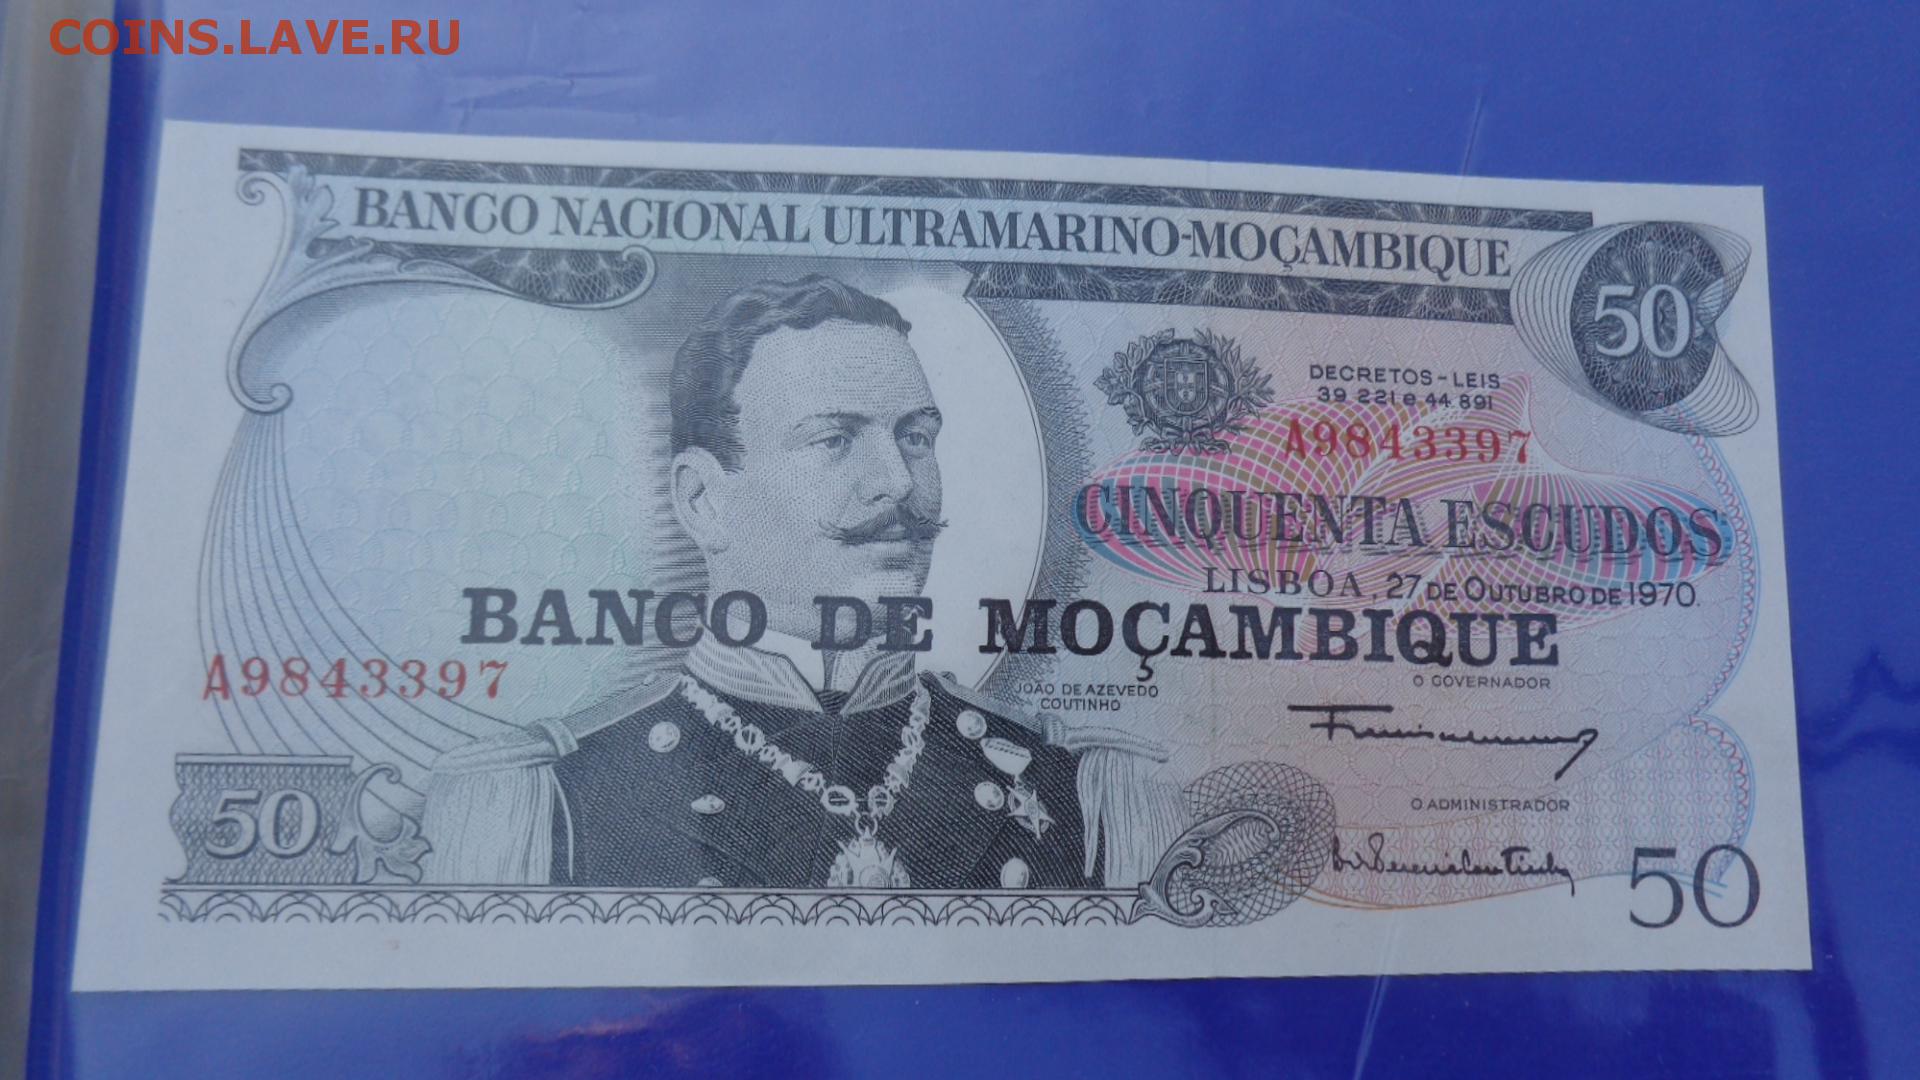 COINS.LAVE.RU
BANCO NACIONAL ULTRAMARINO-MOÇAMBIQUE
50
DECRETOS-LEIS
39 221 e 44.891
A9843397
CINQUENTA ESCUDOS
LISBOA, 27 DE OUTUBRO DE 1970.
BANCO DE MOÇAMBIQUE
A9843397
JOÃO DE AZEVEDO
COUTINHO
O GOVERNADOR
O ADMINISTRADOR
50
50